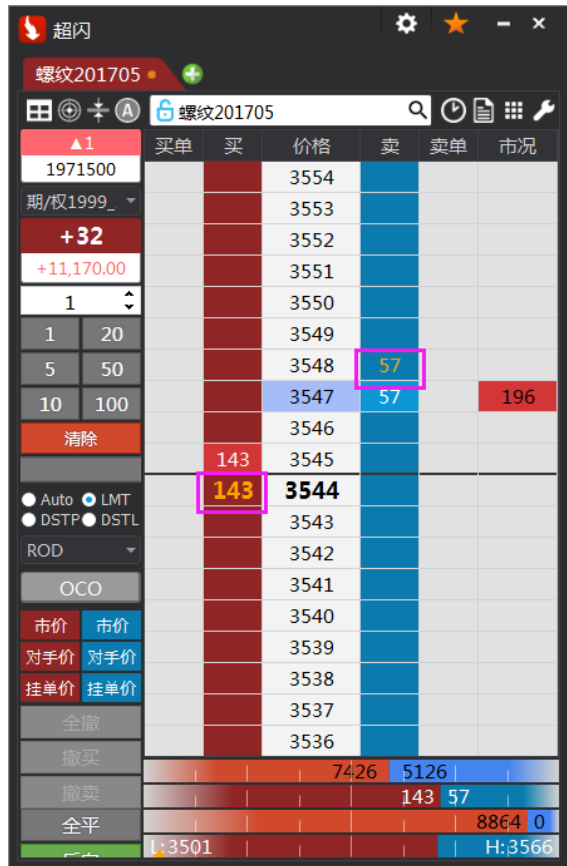 超闪
螺纹201705
A 螺纹201705
▲1 买单 买 价格 卖 卖单 市况
1971500 3554
期/权1999_ 3553
+32 3552
+11,170.00 3551
1 3550
1 20 3549
5 50 3548 57
10 100 3547 57 196
清除 3546
143 3545
Auto LMT 143 3544
DSTP DSTL 3543
ROD 3542
OCO 3541
市价 市价 3540
对手价 对手价 3539
挂单价 挂单价 3538
全撤 3537
撤买 3536
7426 5126
撤卖 143 57
全平 8864 0
L:3501 H:3566